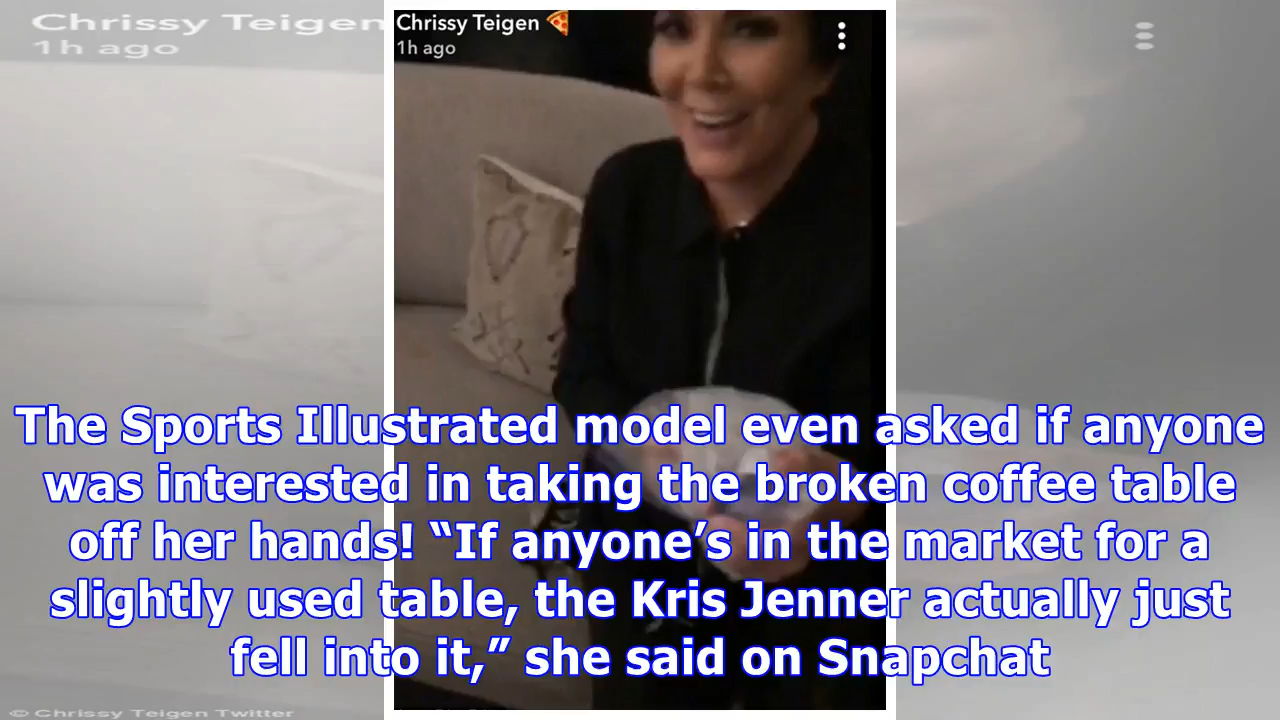 Chrissy Teigen
1h ago
Chrissy Teigen 🍕
1h ago
The Sports Illustrated model even asked if anyone
was interested in taking the broken coffee table
off her hands! “If anyone’s in the market for a
slightly used table, the Kris Jenner actually just
fell into it,” she said on Snapchat
© Chrissy Teigen Twitter